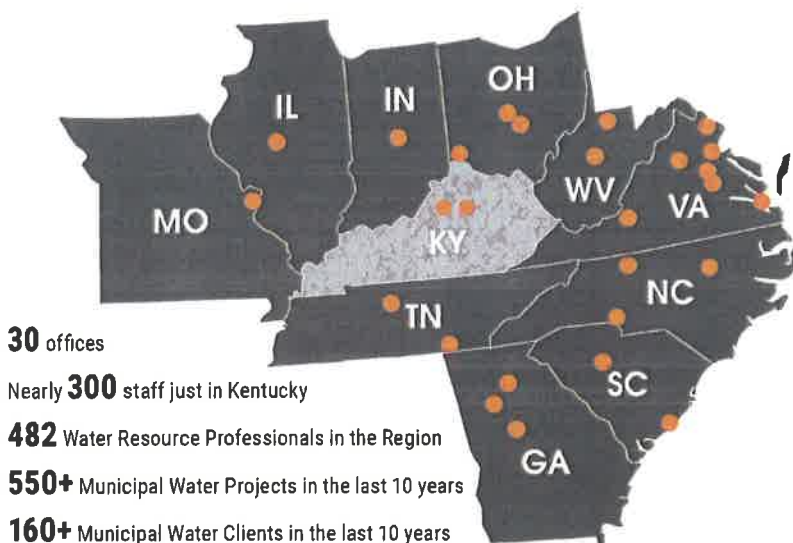 OH
IL
IN
WV
VA
MO
KY
NC
TN
SC
GA
30 offices
Nearly 300 staff just in Kentucky
482 Water Resource Professionals in the Region
550+ Municipal Water Projects in the last 10 years
160+ Municipal Water Clients in the last 10 years